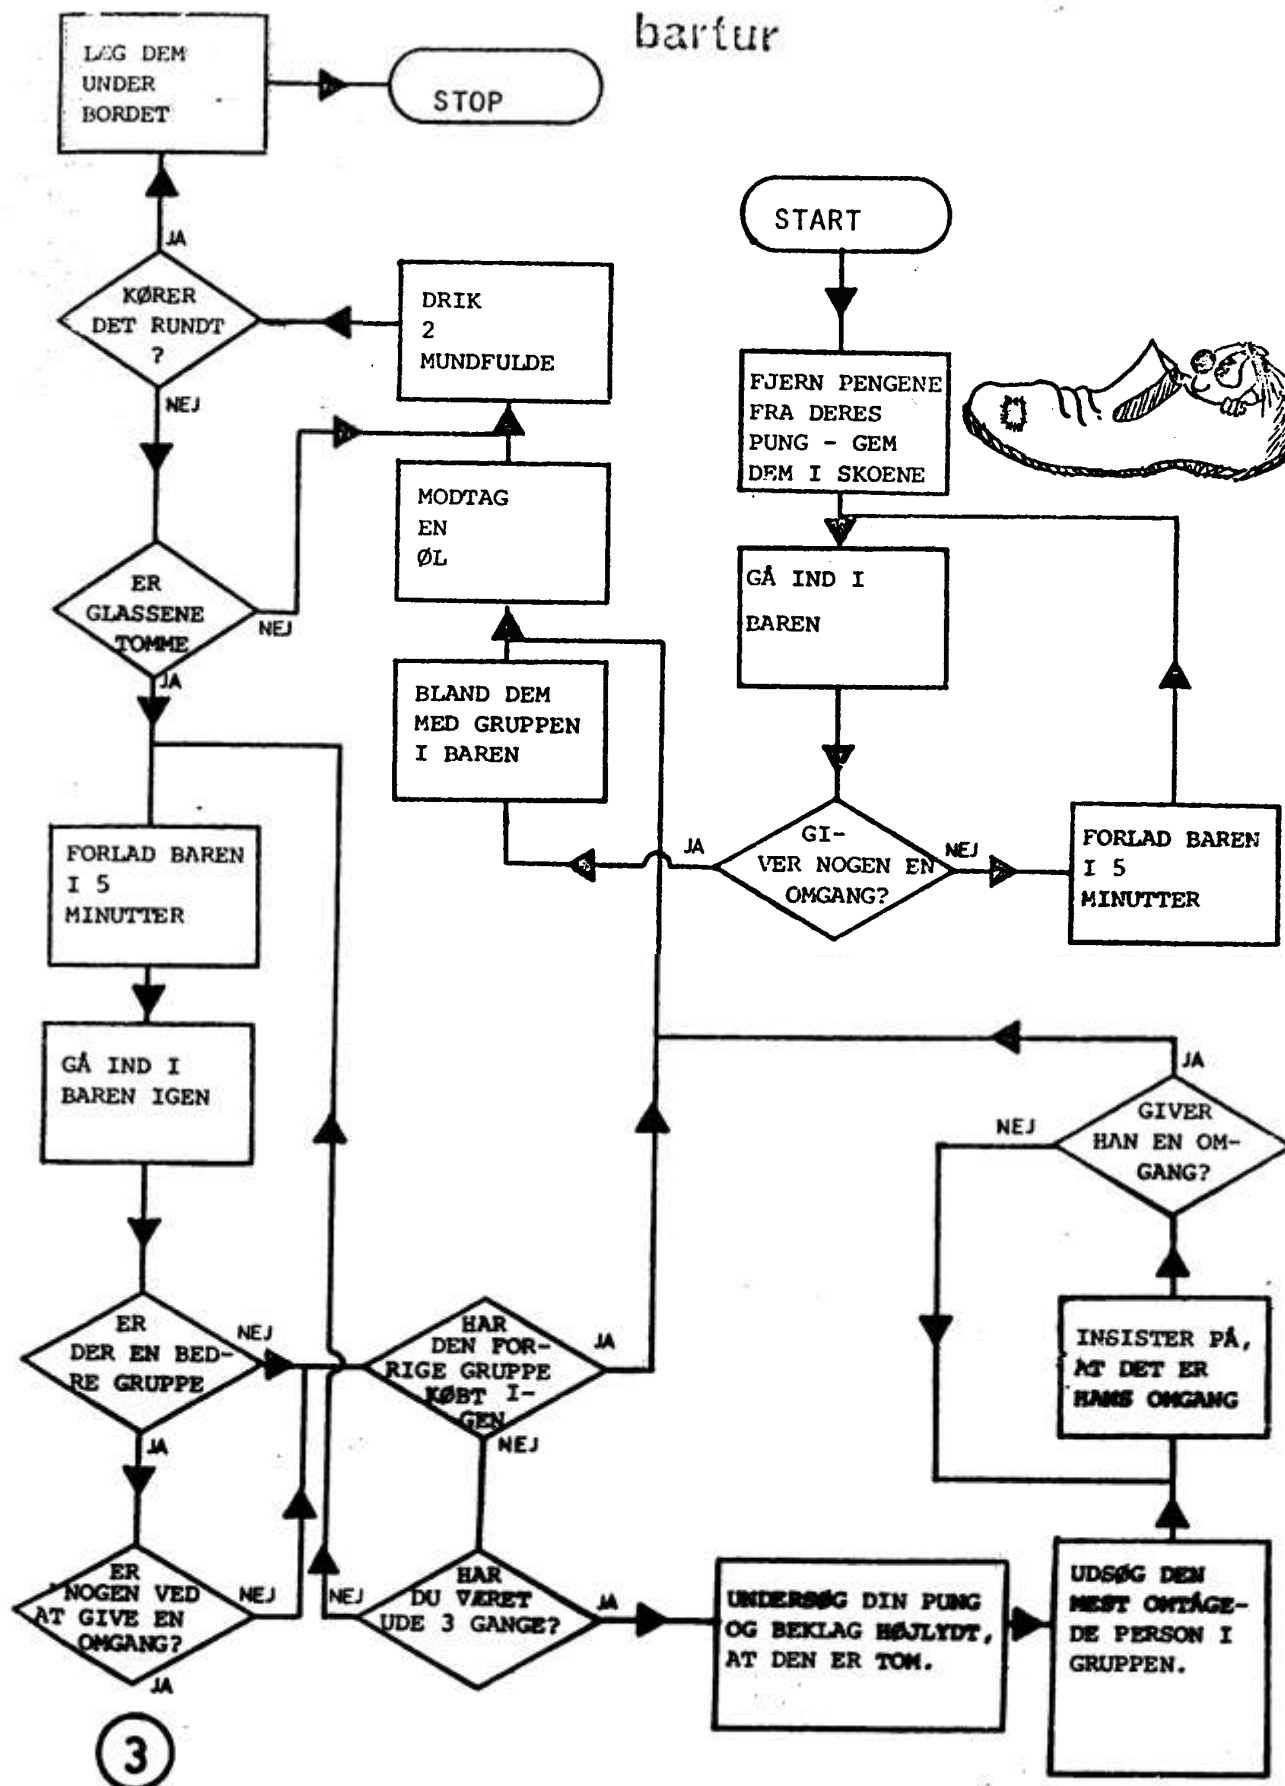 bartur
LÆG DEM
UNDER
BORDET
STOP
JA
KØRER
DET RUNDT
?
NEJ
DRIK
2
MUNDFULDE
MODTAG
EN
ØL
ER
GLASSENE
TOMME
NEJ
JA
BLAND DEM
MED GRUPPEN
I BAREN
START
FJERN PENGENE
FRA DERES
PUNG - GEM
DEM I SKOENE
GÅ IND I
BAREN
GI-
VER NOGEN EN
OMGANG?
JA
NEJ
FORLAD BAREN
I 5
MINUTTER
FORLAD BAREN
I 5
MINUTTER
GÅ IND I
BAREN IGEN
ER
DER EN BED-
RE GRUPPE
NEJ
JA
ER
NOGEN VED
AT GIVE EN
OMGANG?
NEJ
JA
3
HAR
DEN FOR-
RIGE GRUPPE
KØBT I-
GEN
JA
NEJ
HAR
DU VÆRET
UDE 3 GANGE?
NEJ
JA
UNDERSØG DIN PUNG
OG BEKLAG HØJLYDT,
AT DEN ER TOM.
UDSØG DEN
MEST OMTÅGE-
DE PERSON I
GRUPPEN.
INSISTER PÅ,
AT DET ER
HANS OMGANG
GIVER
HAN EN OM-
GANG?
NEJ
JA